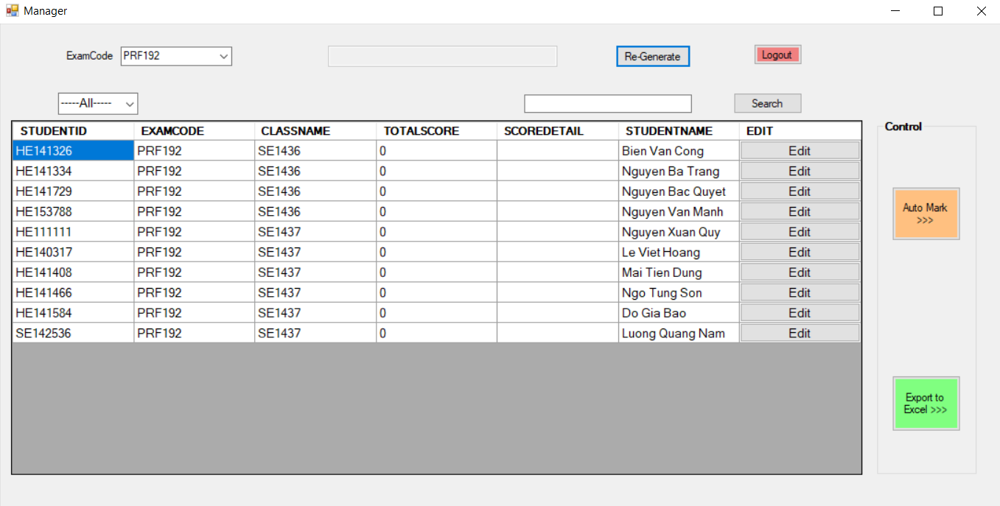 Manager
ExamCode PRF192 Re-Generate Logout
-----All----- Search
STUDENTID EXAMCODE CLASSNAME TOTALSCORE SCOREDETAIL STUDENTNAME EDIT
HE141326 PRF192 SE1436 0 Bien Van Cong Edit
HE141334 PRF192 SE1436 0 Nguyen Ba Trang Edit
HE141729 PRF192 SE1436 0 Nguyen Bac Quyet Edit
HE153788 PRF192 SE1436 0 Nguyen Van Manh Edit
HE111111 PRF192 SE1437 0 Nguyen Xuan Quy Edit
HE140317 PRF192 SE1437 0 Le Viet Hoang Edit
HE141408 PRF192 SE1437 0 Mai Tien Dung Edit
HE141466 PRF192 SE1437 0 Ngo Tung Son Edit
HE141584 PRF192 SE1437 0 Do Gia Bao Edit
SE142536 PRF192 SE1437 0 Luong Quang Nam Edit
Control
Auto Mark
>>>
Export to
Excel >>>